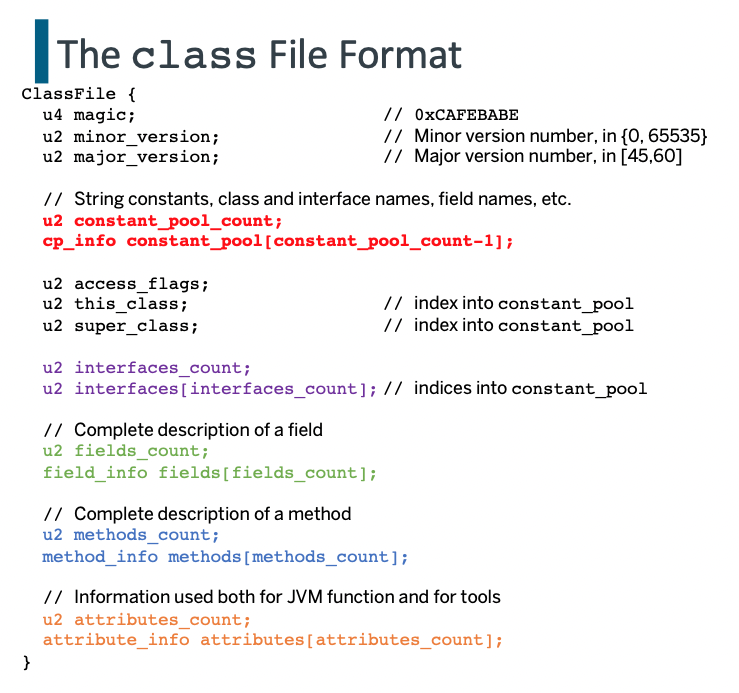 The class File Format
ClassFile {
u4 magic; // 0xCAFEBABE
u2 minor_version; // Minor version number, in {0, 65535}
u2 major_version; // Major version number, in [45,60]
// String constants, class and interface names, field names, etc.
u2 constant_pool_count;
cp_info constant_pool[constant_pool_count-1];
u2 access_flags;
u2 this_class; // index into constant_pool
u2 super_class; // index into constant_pool
u2 interfaces_count;
u2 interfaces[interfaces_count]; // indices into constant_pool
// Complete description of a field
u2 fields_count;
field_info fields[fields_count];
// Complete description of a method
u2 methods_count;
method_info methods[methods_count];
// Information used both for JVM function and for tools
u2 attributes_count;
attribute_info attributes[attributes_count];
}